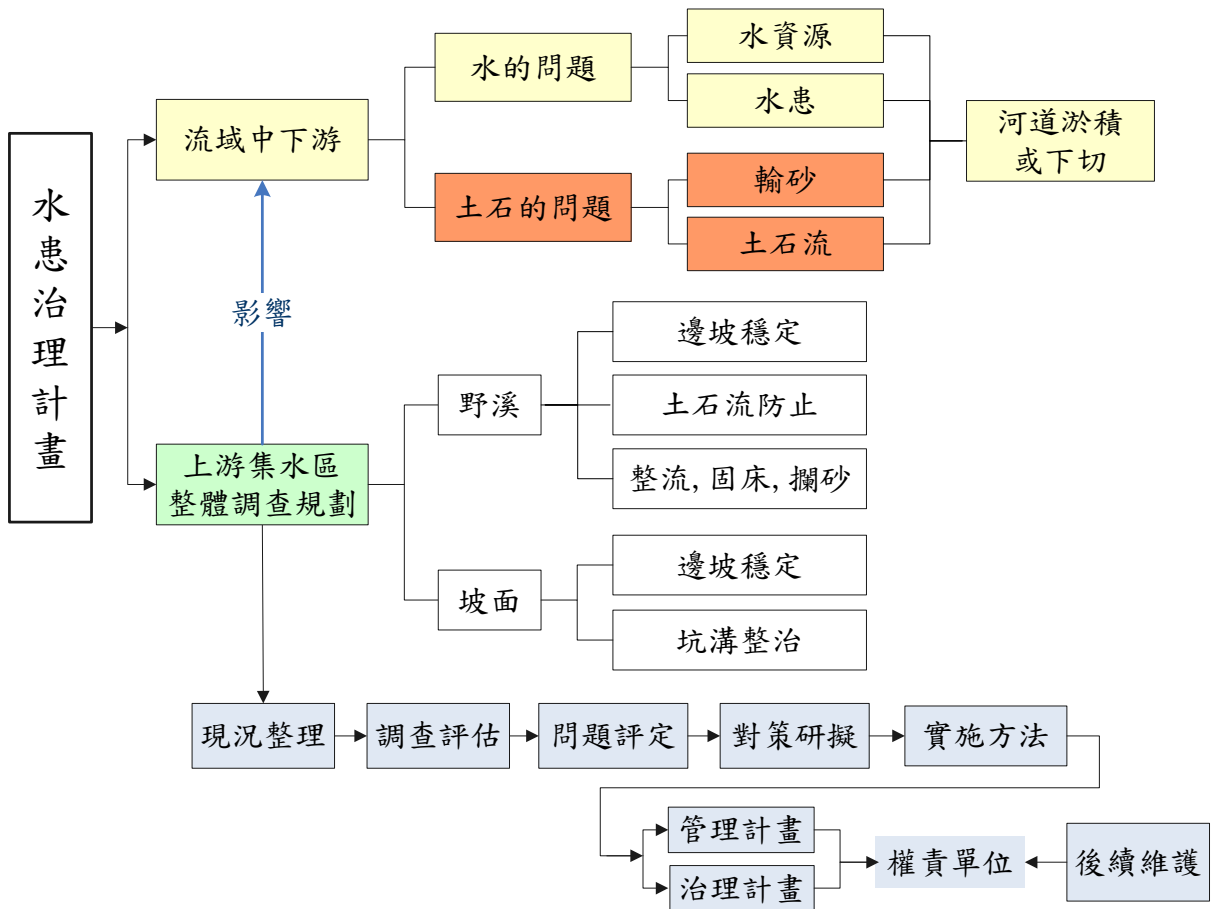 水患治理計畫
流域中下游
水的問題
水資源
水患
土石的問題
輸砂
土石流
河道淤積
或下切
影響
上游集水區
整體調查規劃
野溪
邊坡穩定
土石流防止
整流, 固床, 攔砂
坡面
邊坡穩定
坑溝整治
現況整理
調查評估
問題評定
對策研擬
實施方法
管理計畫
治理計畫
權責單位
後續維護